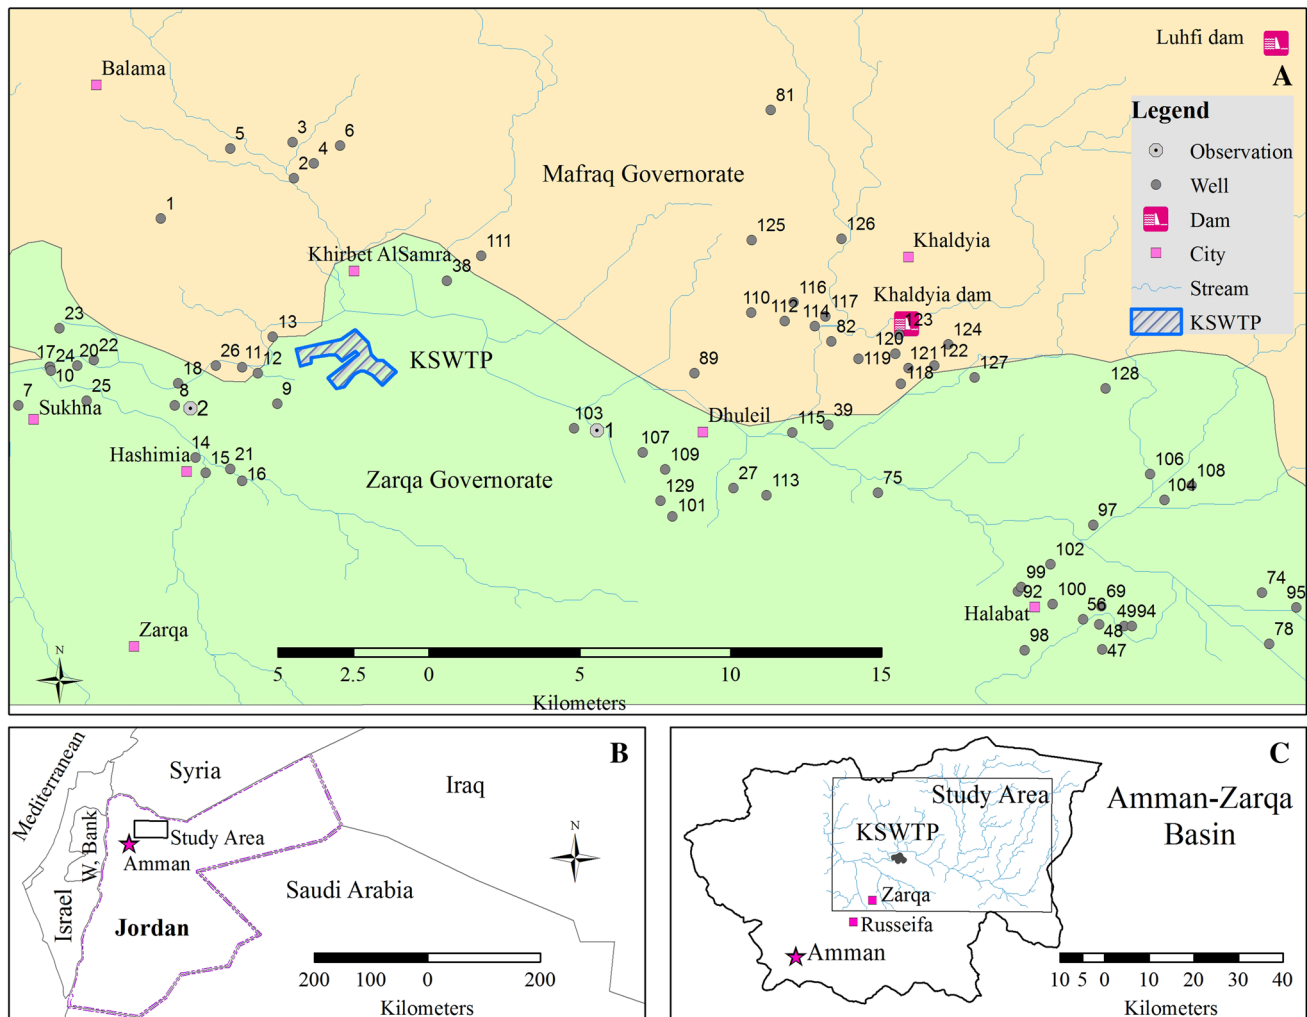 Luhfi dam
A
Balama
81
Legend
Observation
Well
Dam
City
Stream
KSWTP
3
6
5
4
2
Mafraq Governorate
1
125
126
Khaldyia
111
Khirbet AlSamra
38
116
Khaldyia dam
110
112
114
117
123
82
120
124
23
13
KSWTP
89
119
121
122
127
118
128
17
24
20
22
26
11
12
10
18
25
9
7
8
2
Sukhna
103
1
Dhuleil
115
39
14
Hashimia
15
21
16
107
109
Zarqa Governorate
27
113
75
106
108
104
129
101
97
102
99
92
100
69
74
95
Halabat
56
49
94
48
98
47
78
Zarqa
N
5
2.5
0
5
10
15
Kilometers
B
Mediterranean
Syria
Iraq
W, Bank
Study Area
Amman
N
Israel
Saudi Arabia
Jordan
200
100
0
200
Kilometers
C
Study Area
Amman-Zarqa
Basin
KSWTP
Zarqa
Russeifa
Amman
10
5
0
10
20
30
40
Kilometers